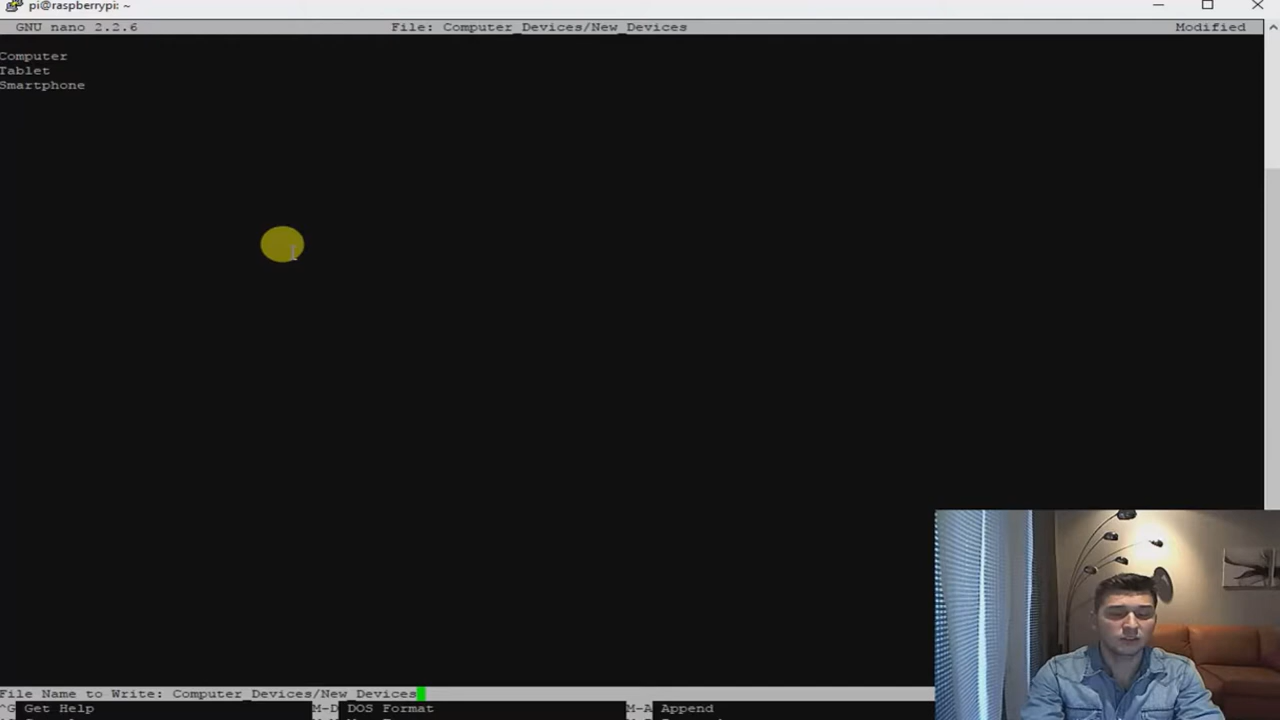 pi@raspberrypi: ~
GNU nano 2.2.6 File: Computer_Devices/New_Devices Modified
Computer
Tablet
Smartphone
File Name to Write: Computer_Devices/New_Devices
^G Get Help M-D DOS Format M-A Append